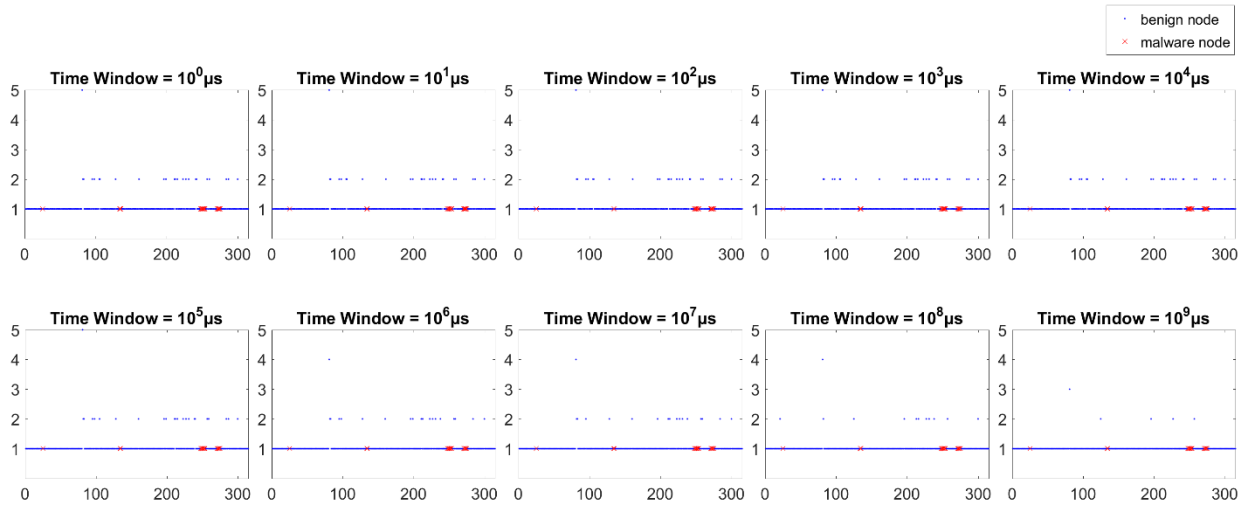 benign node
malware node
Time Window = 10⁰µs
5
4
3
2
1
0 100 200 300
Time Window = 10¹µs
5
4
3
2
1
0 100 200 300
Time Window = 10²µs
5
4
3
2
1
0 100 200 300
Time Window = 10³µs
5
4
3
2
1
0 100 200 300
Time Window = 10⁴µs
5
4
3
2
1
0 100 200 300
Time Window = 10⁵µs
5
4
3
2
1
0 100 200 300
Time Window = 10⁶µs
5
4
3
2
1
0 100 200 300
Time Window = 10⁷µs
5
4
3
2
1
0 100 200 300
Time Window = 10⁸µs
5
4
3
2
1
0 100 200 300
Time Window = 10⁹µs
5
4
3
2
1
0 100 200 300